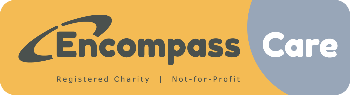 Encompass Care
Registered Charity | Not-for-Profit